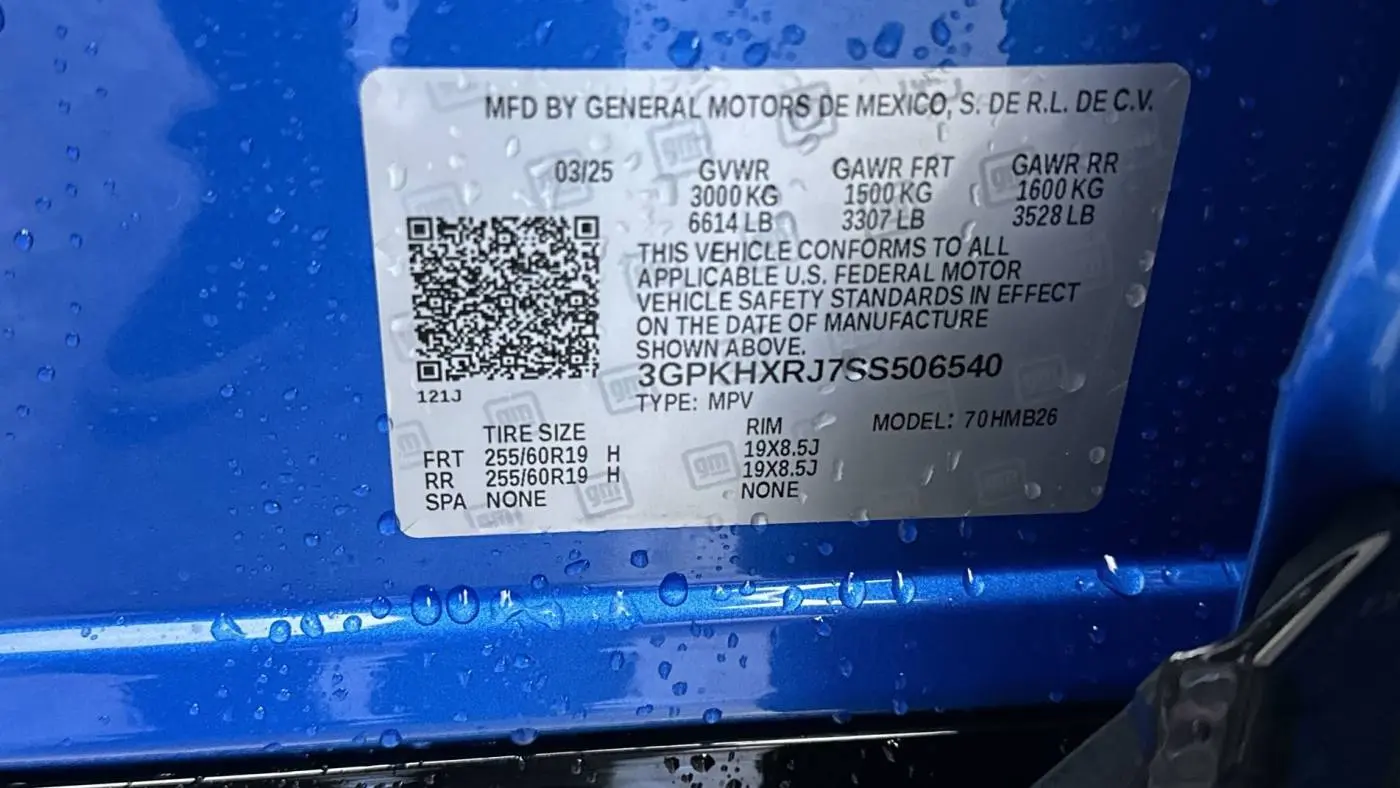 MFD BY GENERAL MOTORS DE MEXICO, S. DE R.L. DE C.V.
03/25 GVWR GAWR FRT GAWR RR
3000 KG 1500 KG 1600 KG
6614 LB 3307 LB 3528 LB
THIS VEHICLE CONFORMS TO ALL
APPLICABLE U.S. FEDERAL MOTOR
VEHICLE SAFETY STANDARDS IN EFFECT
ON THE DATE OF MANUFACTURE
SHOWN ABOVE.
3GPKHXRJ7SS506540
121J
TYPE: MPV
TIRE SIZE RIM MODEL: 70HMB26
FRT 255/60R19 H 19X8.5J
RR 255/60R19 H 19X8.5J
SPA NONE NONE